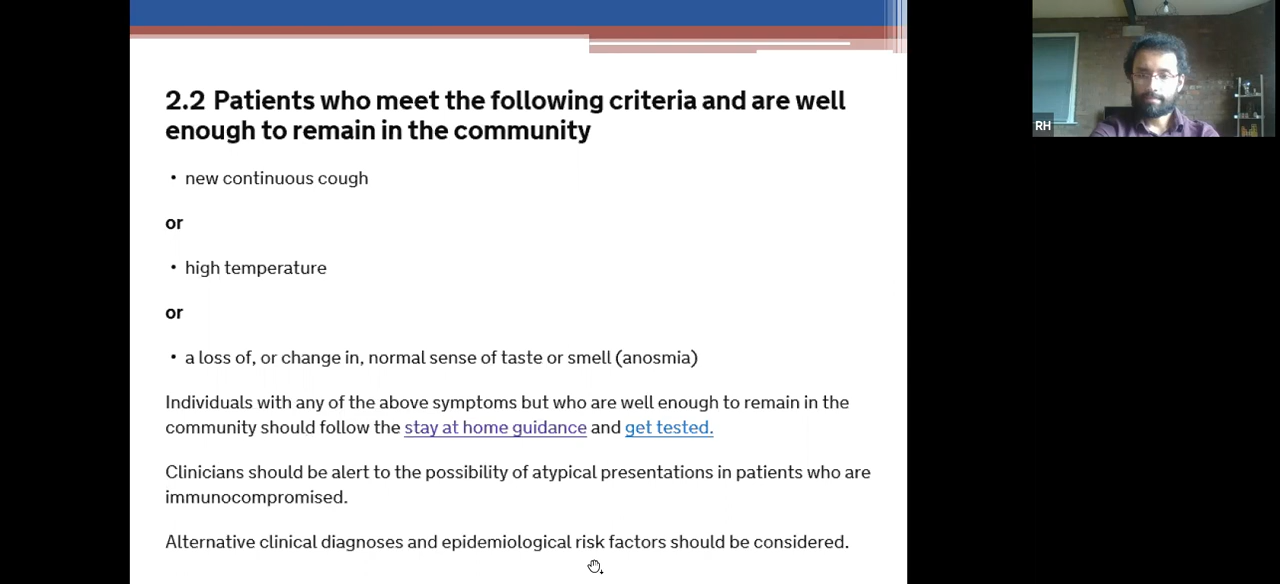 2.2 Patients who meet the following criteria and are well
enough to remain in the community
• new continuous cough
or
• high temperature
or
• a loss of, or change in, normal sense of taste or smell (anosmia)
Individuals with any of the above symptoms but who are well enough to remain in the
community should follow the stay at home guidance and get tested.
Clinicians should be alert to the possibility of atypical presentations in patients who are
immunocompromised.
Alternative clinical diagnoses and epidemiological risk factors should be considered.
RH